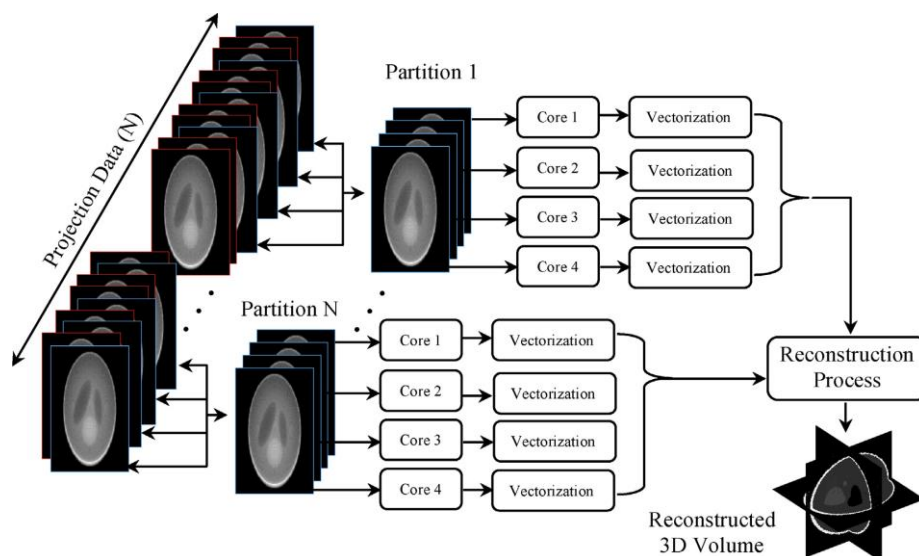 Projection Data (N)
Partition 1
Core 1
Vectorization
Core 2
Vectorization
Core 3
Vectorization
Core 4
Vectorization
Partition N
Core 1
Vectorization
Core 2
Vectorization
Core 3
Vectorization
Core 4
Vectorization
Reconstruction
Process
Reconstructed
3D Volume